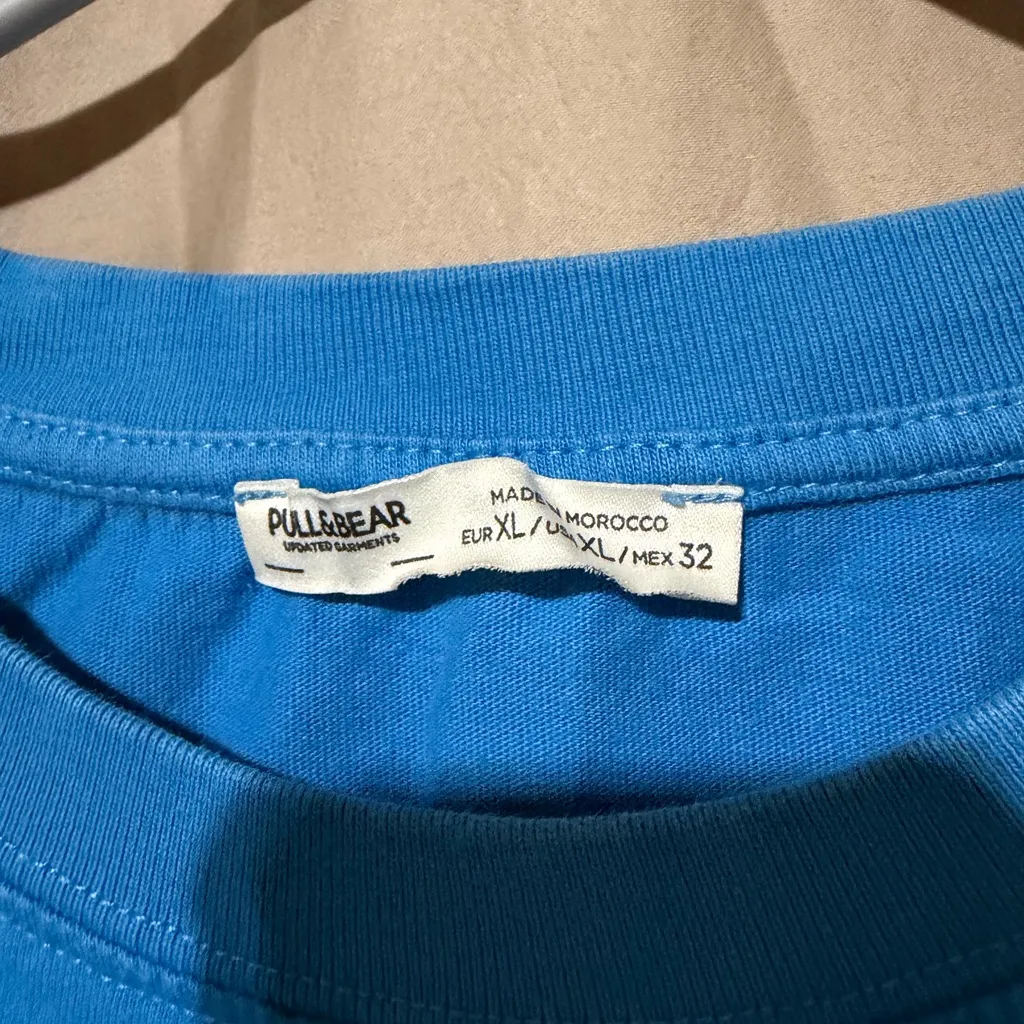 PULL&BEAR
UPDATED GARMENTS
MADE MOROCCO
EUR XL / XL / MEX 32